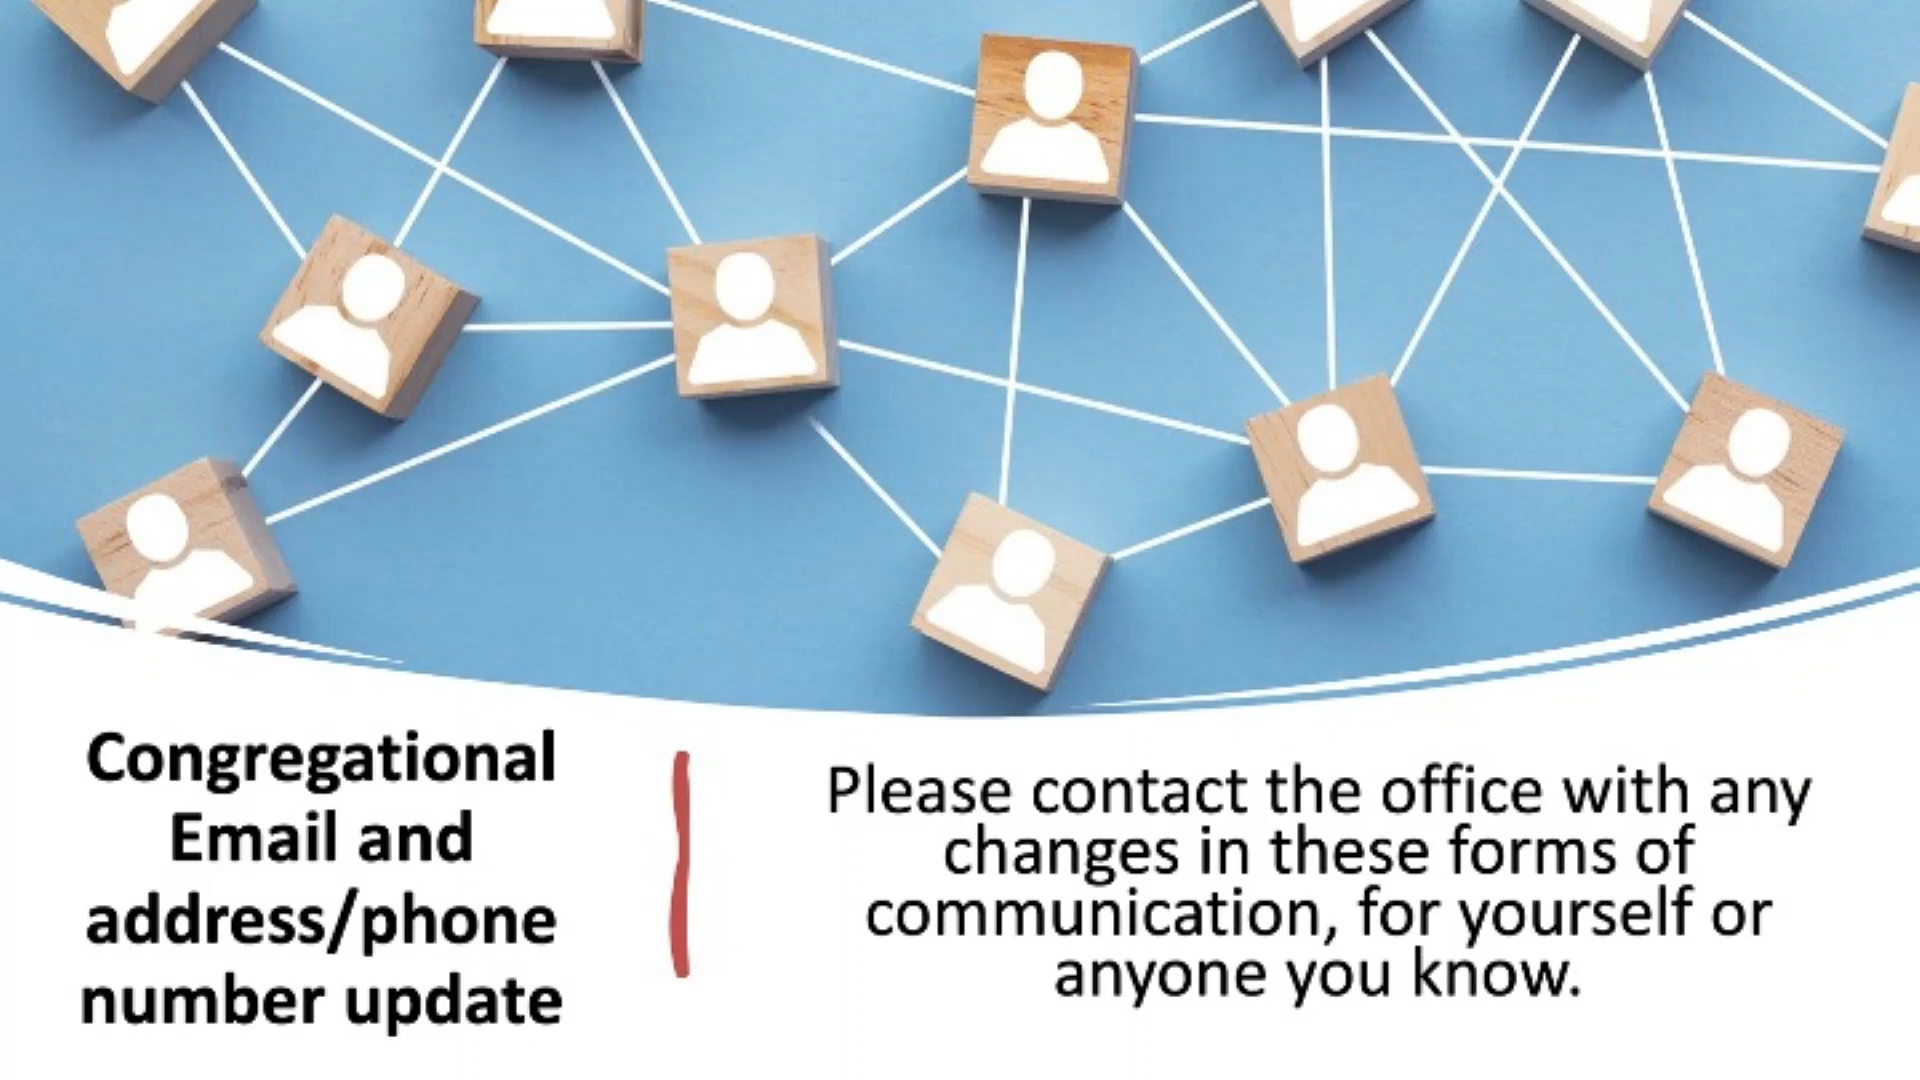 Congregational
Email and
address/phone
number update
Please contact the office with any
changes in these forms of
communication, for yourself or
anyone you know.